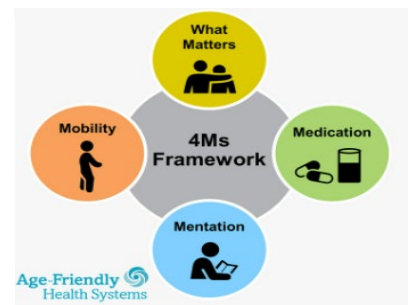 What
Matters
Mobility
4Ms
Framework
Medication
Mentation
Age-Friendly
Health Systems